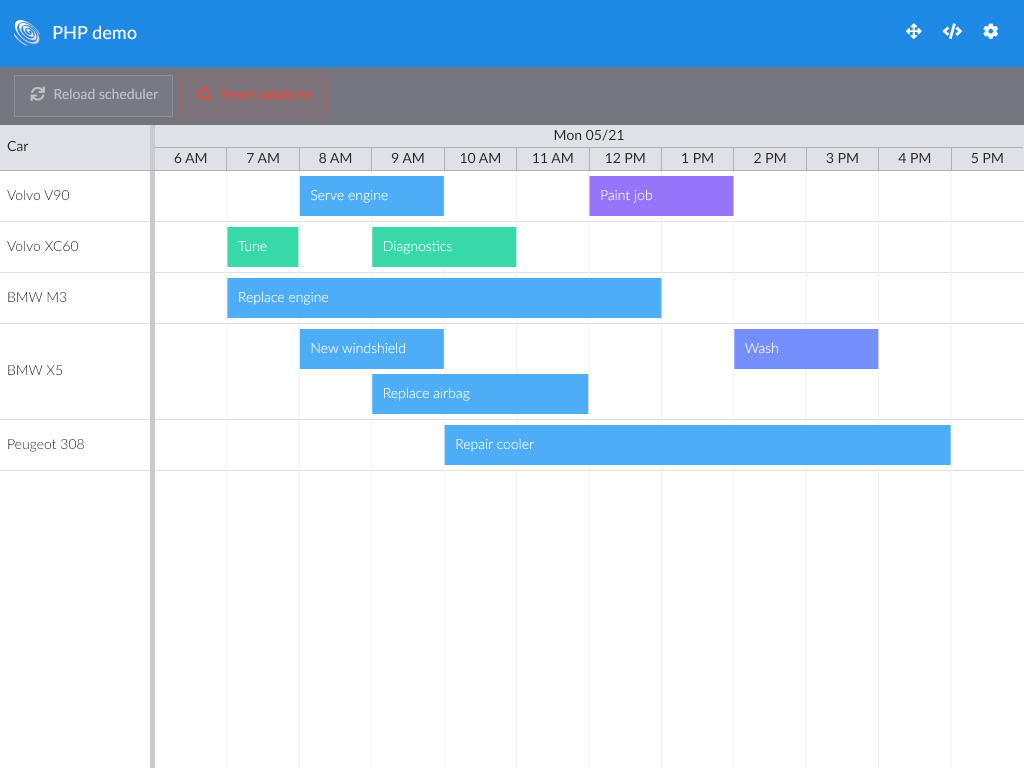 PHP demo
Reload scheduler
Reset database
Car
Mon 05/21
6 AM 7 AM 8 AM 9 AM 10 AM 11 AM 12 PM 1 PM 2 PM 3 PM 4 PM 5 PM
Volvo V90 Serve engine Paint job
Volvo XC60 Tune Diagnostics
BMW M3 Replace engine
BMW X5 New windshield Wash
Replace airbag
Peugeot 308 Repair cooler